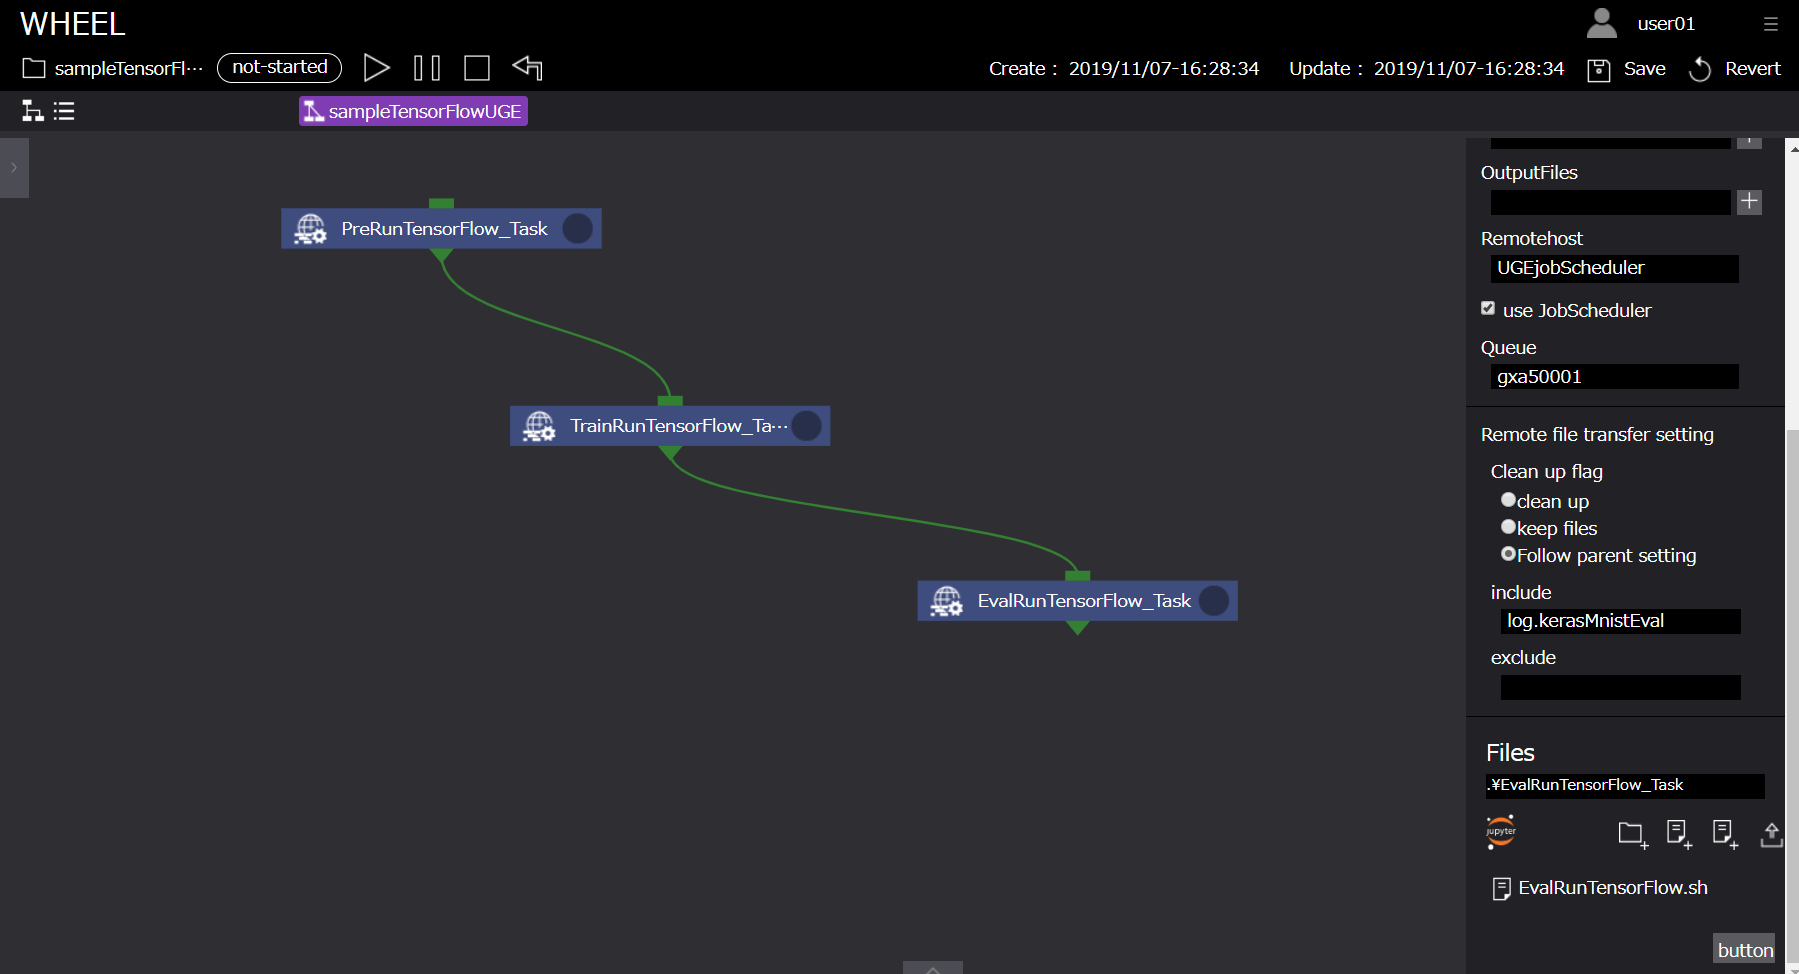 WHEEL
user01
sampleTensorFl…
not-started
Create : 2019/11/07-16:28:34
Update : 2019/11/07-16:28:34
Save
Revert
sampleTensorFlowUGE
PreRunTensorFlow_Task
TrainRunTensorFlow_Ta…
EvalRunTensorFlow_Task
OutputFiles
Remotehost
UGEjobScheduler
use JobScheduler
Queue
gxa50001
Remote file transfer setting
Clean up flag
clean up
keep files
Follow parent setting
include
log.kerasMnistEval
exclude
Files
.¥EvalRunTensorFlow_Task
jupyter
EvalRunTensorFlow.sh
button